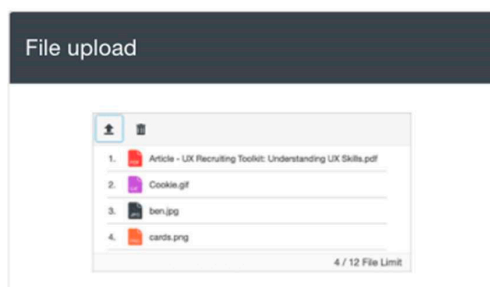 File upload
1. Article - UX Recruiting Toolkit: Understanding UX Skills.pdf
2. Cookie.gif
3. ben.jpg
4. cards.png
4 / 12 File Limit